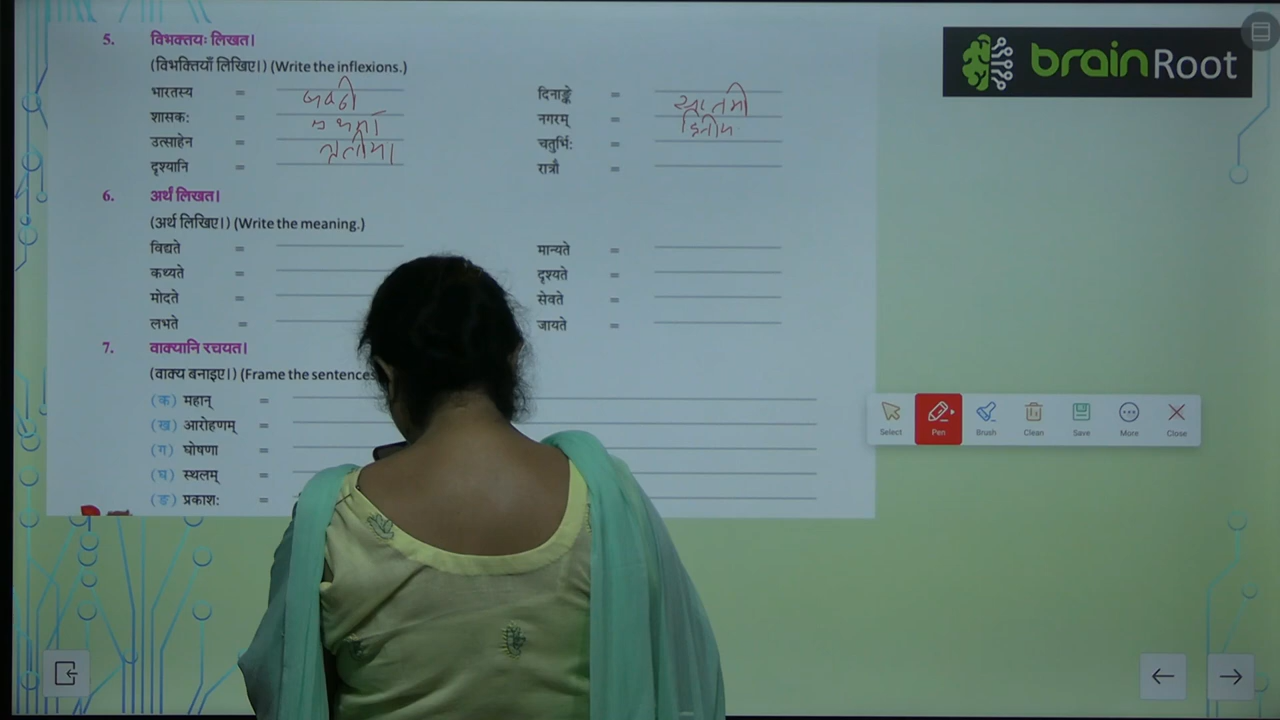 brainRoot
5. विभक्तयः लिखत।
(विभक्तियाँ लिखिए।) (Write the inflexions.)
भारतस्य = दिनाङ्के = सप्तमी
शासकः = प्रथमा नगरम् = द्वितीय
उत्साहेन = तृतीया चतुर्भिः =
दृश्यानि = रात्रौ =
6. अर्थं लिखत।
(अर्थ लिखिए।) (Write the meaning.)
विद्यते = मान्यते =
कथ्यते = दृश्यते =
मोदते = सेवते =
लभते = जायते =
7. वाक्यानि रचयत।
(वाक्य बनाइए।) (Frame the sentences
(क) महान् =
(ख) आरोहणम् =
(ग) घोषणा =
(घ) स्थलम् =
(ङ) प्रकाशः =
Select Pen Brush Clean Save More Close